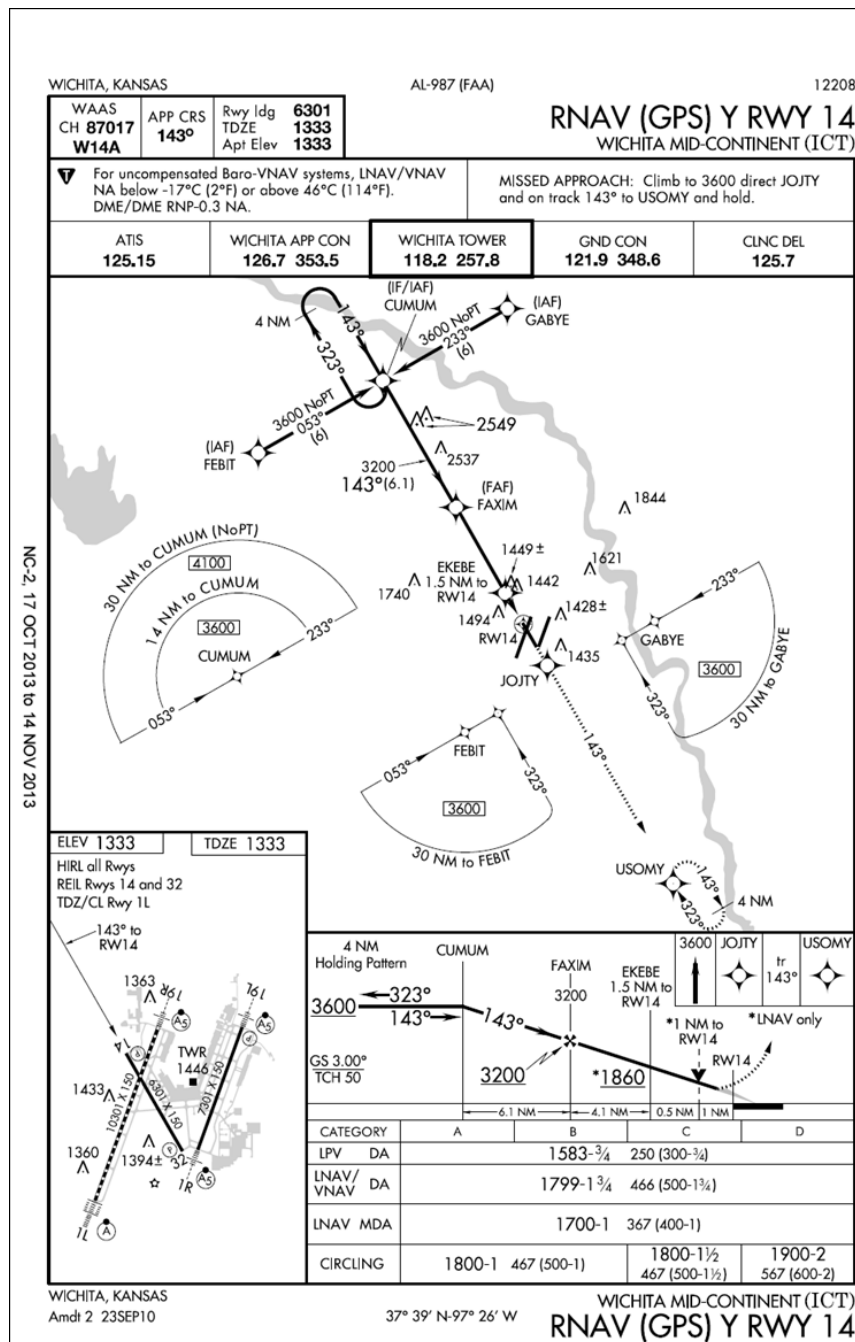 WICHITA, KANSAS
AL-987 (FAA)
12208
WAAS
CH 87017
W14A
APP CRS
143°
Rwy ldg 6301
TDZE 1333
Apt Elev 1333
RNAV (GPS) Y RWY 14
WICHITA MID-CONTINENT (ICT)
T
For uncompensated Baro-VNAV systems, LNAV/VNAV
NA below -17°C (2°F) or above 46°C (114°F).
DME/DME RNP-0.3 NA.
MISSED APPROACH: Climb to 3600 direct JOJTY
and on track 143° to USOMY and hold.
ATIS
125.15
WICHITA APP CON
126.7 353.5
WICHITA TOWER
118.2 257.8
GND CON
121.9 348.6
CLNC DEL
125.7
4 NM
143°
323°
(IF/IAF)
CUMUM
3600 NoPT
233°
(6)
(IAF)
GABYE
3600 NoPT
053°
(6)
(IAF)
FEBIT
2549
2537
3200
143°(6.1)
(FAF)
FAXIM
1844
1449±
EKEBE
1.5 NM to
RW14
1442
1621
1740
1494
1428±
RW14
1435
JOJTY
30 NM to CUMUM (NoPT)
4100
14 NM to CUMUM
3600
CUMUM
233°
053°
233°
GABYE
3600
323°
30 NM to GABYE
053°
FEBIT
323°
3600
30 NM to FEBIT
143°
USOMY
143°
323°
4 NM
NC-2, 17 OCT 2013 to 14 NOV 2013
ELEV 1333
TDZE 1333
HIRL all Rwys
REIL Rwys 14 and 32
TDZ/CL Rwy 1L
143° to
RW14
1363
19R
19L
A5
A5
14
P
P
TWR
1446
1433
10301 X 150
6301 X 150
7301 X 150
1360
1394±
P
32
1R
A5
1L
A
4 NM
Holding Pattern
CUMUM
FAXIM
3200
EKEBE
1.5 NM to
RW14
3600
JOJTY
tr
143°
USOMY
3600
323°
143°
143°
*1 NM to
RW14
*LNAV only
RW14
GS 3.00°
TCH 50
3200
*1860
6.1 NM
4.1 NM
0.5 NM
1 NM
CATEGORY A B C D
LPV DA 1583-¾ 250 (300-¾)
LNAV/
VNAV DA 1799-1¾ 466 (500-1¾)
LNAV MDA 1700-1 367 (400-1)
CIRCLING
1800-1 467 (500-1)
1800-1½
467 (500-1½)
1900-2
567 (600-2)
WICHITA, KANSAS
Amdt 2 23SEP10
37° 39' N-97° 26' W
WICHITA MID-CONTINENT (ICT)
RNAV (GPS) Y RWY 14